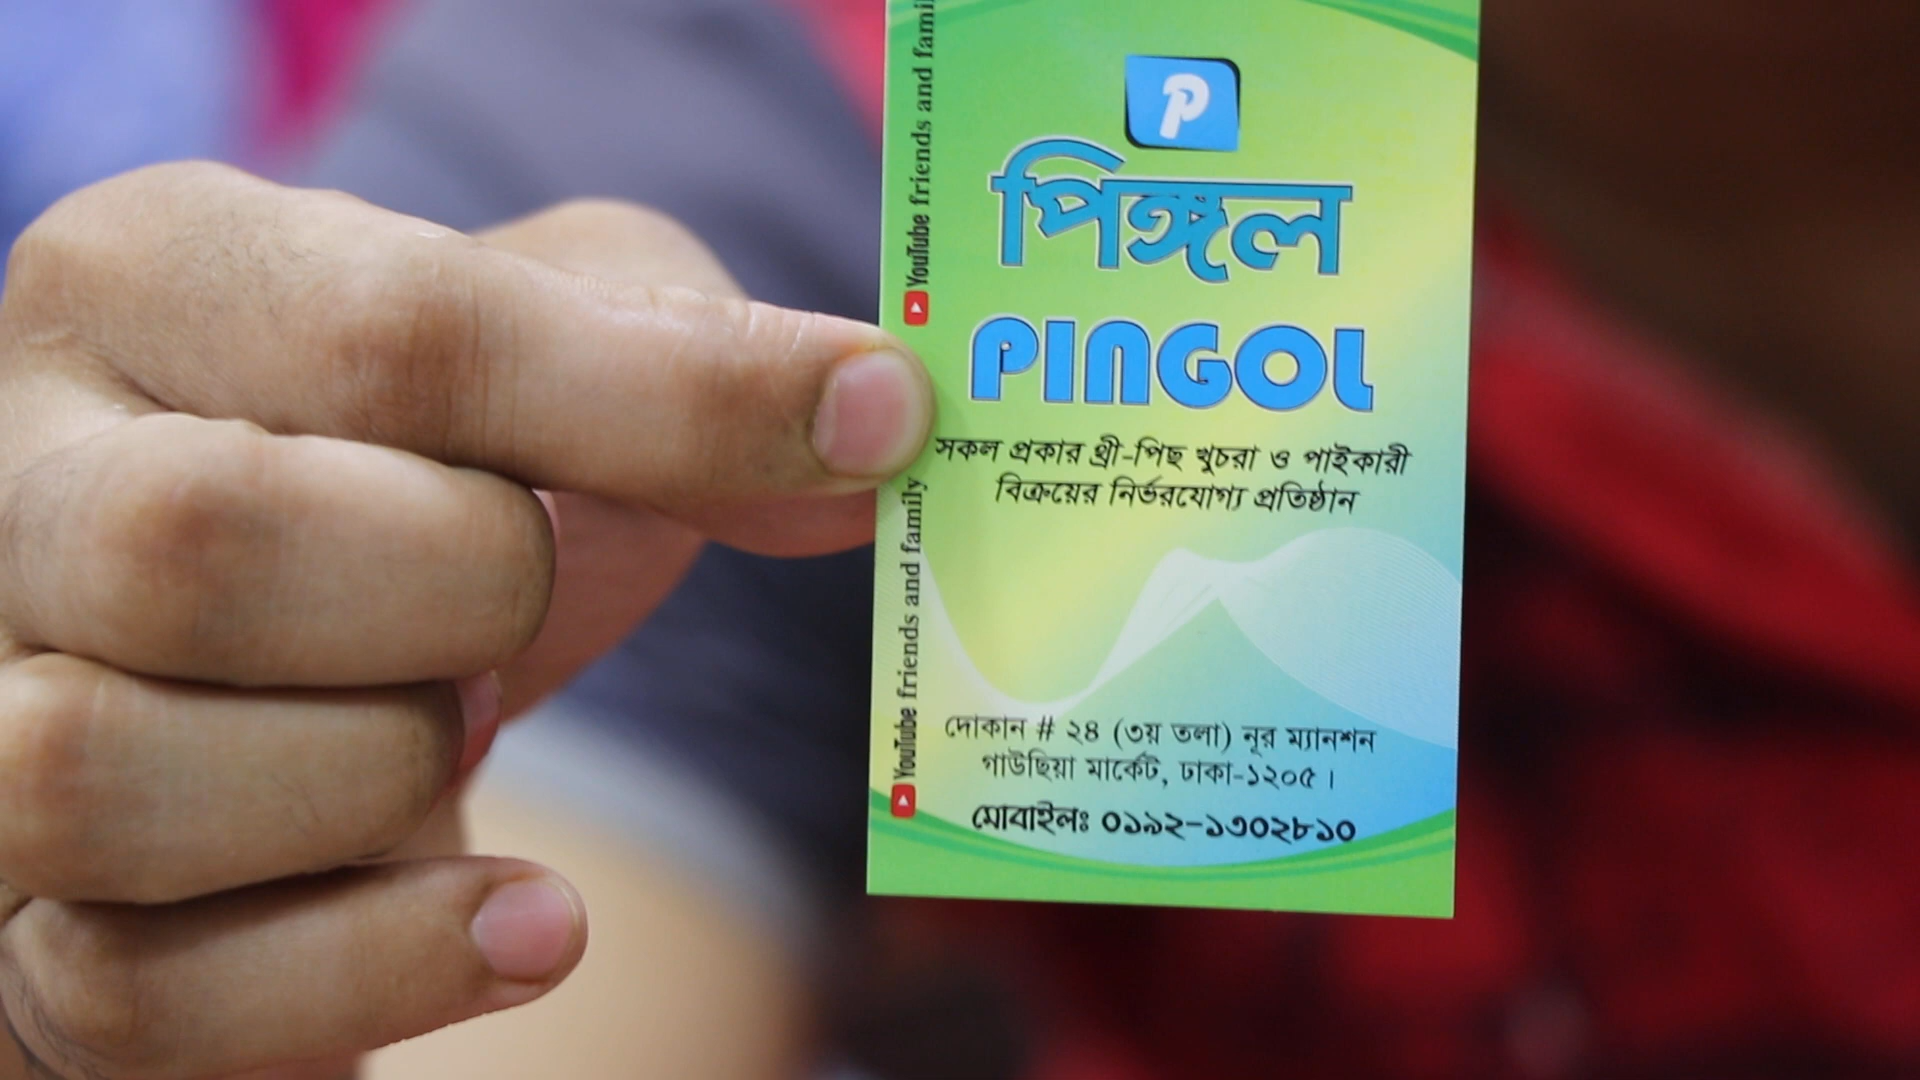 P
পিঙ্গল
PINGOL
সকল প্রকার থ্রী-পিছ খুচরা ও পাইকারী
বিক্রয়ের নির্ভরযোগ্য প্রতিষ্ঠান
দোকান # ২৪ (৩য় তলা) নূর ম্যানশন
গাউছিয়া মার্কেট, ঢাকা-১২০৫।
মোবাইলঃ ০১৯২-১৩০২৮১০
YouTube friends and famil
YouTube friends and family